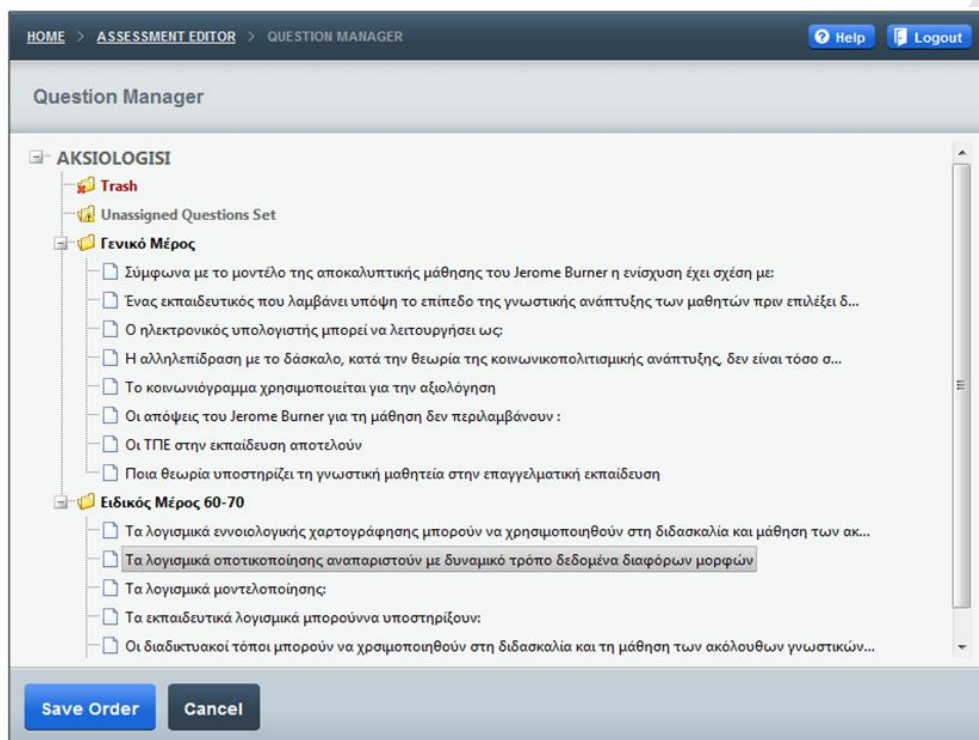 HOME > ASSESSMENT EDITOR > QUESTION MANAGER Help Logout
Question Manager
AKSIOLOGISI
Trash
Unassigned Questions Set
Γενικό Μέρος
Σύμφωνα με το μοντέλο της αποκαλυπτικής μάθησης του Jerome Burner η ενίσχυση έχει σχέση με:
Ένας εκπαιδευτικός που λαμβάνει υπόψη το επίπεδο της γνωστικής ανάπτυξης των μαθητών πριν επιλέξει δ...
Ο ηλεκτρονικός υπολογιστής μπορεί να λειτουργήσει ως:
Η αλληλεπίδραση με το δάσκαλο, κατά την θεωρία της κοινωνικοπολιτισμικής ανάπτυξης, δεν είναι τόσο σ...
Το κοινωνιόγραμμα χρησιμοποιείται για την αξιολόγηση
Οι απόψεις του Jerome Burner για τη μάθηση δεν περιλαμβάνουν :
Οι ΤΠΕ στην εκπαίδευση αποτελούν
Ποια θεωρία υποστηρίζει τη γνωστική μαθητεία στην επαγγελματική εκπαίδευση
Ειδικός Μέρος 60-70
Τα λογισμικά εννοιολογικής χαρτογράφησης μπορούν να χρησιμοποιηθούν στη διδασκαλία και μάθηση των ακ...
Τα λογισμικά οποτικοποίησης αναπαριστούν με δυναμικό τρόπο δεδομένα διαφόρων μορφών
Τα λογισμικά μοντελοποίησης:
Τα εκπαιδευτικά λογισμικά μπορούννα υποστηρίξουν:
Οι διαδικτυακοί τόποι μπορούν να χρσιμοποιηθούν στη διδασκαλία και τη μάθηση των ακόλουθων γνωστικών...
Save Order Cancel